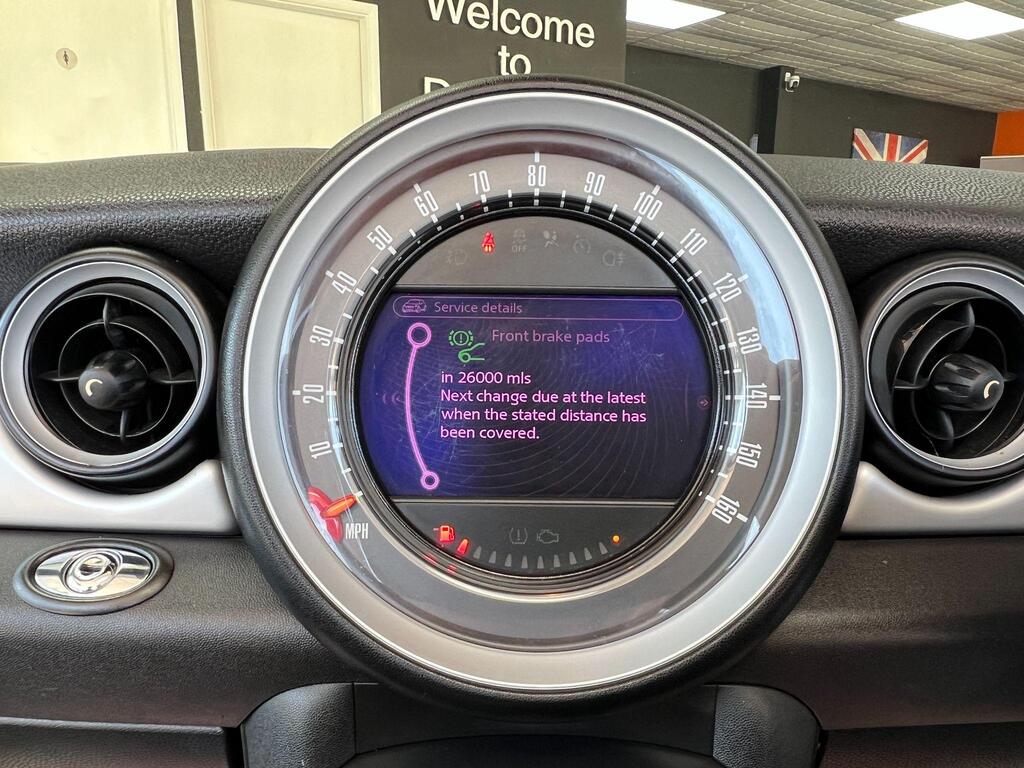 Welcome
to
80
70
90
60
100
50
110
OFF
40
120
Service details
30
130
Front brake pads
in 26000 mls
20
Next change due at the latest
140
when the stated distance has
been covered.
10
150
160
MPH